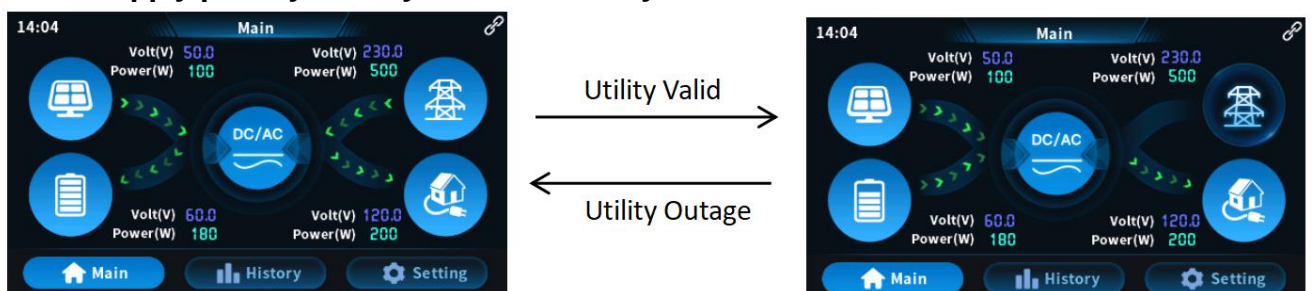 14:04 Main
Volt(V) 50.0 Volt(V) 230.0
Power(W) 100 Power(W) 500
DC/AC
Volt(V) 60.0 Volt(V) 120.0
Power(W) 180 Power(W) 200
Main History Setting
Utility Valid
Utility Outage
14:04 Main
Volt(V) 50.0 Volt(V) 230.0
Power(W) 100 Power(W) 500
DC/AC
Volt(V) 60.0 Volt(V) 120.0
Power(W) 180 Power(W) 200
Main History Setting